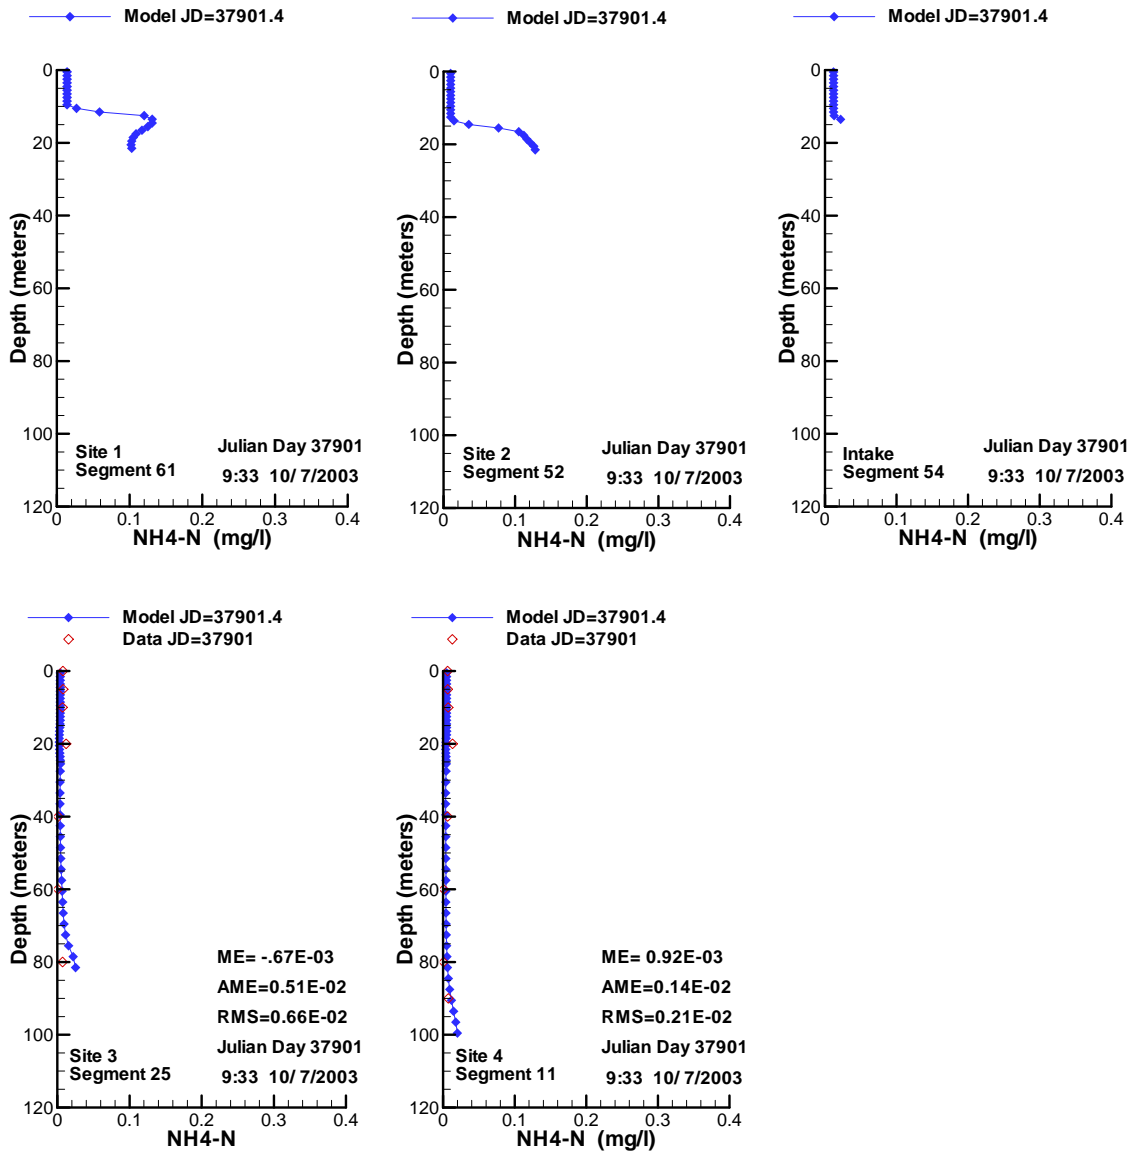 Model JD=37901.4
0
20
40
60
80
100
120
Depth (meters)
Site 1
Segment 61
Julian Day 37901
9:33 10/ 7/2003
0 0.1 0.2 0.3 0.4
NH4-N (mg/l)
Model JD=37901.4
0
20
40
60
80
100
120
Depth (meters)
Site 2
Segment 52
Julian Day 37901
9:33 10/ 7/2003
0 0.1 0.2 0.3 0.4
NH4-N (mg/l)
Model JD=37901.4
0
20
40
60
80
100
120
Depth (meters)
Intake
Segment 54
Julian Day 37901
9:33 10/ 7/2003
0 0.1 0.2 0.3 0.4
NH4-N (mg/l)
Model JD=37901.4
Data JD=37901
0
20
40
60
80
100
120
Depth (meters)
ME= -.67E-03
AME=0.51E-02
RMS=0.66E-02
Site 3
Segment 25
Julian Day 37901
9:33 10/ 7/2003
0 0.1 0.2 0.3 0.4
NH4-N
Model JD=37901.4
Data JD=37901
0
20
40
60
80
100
120
Depth (meters)
ME= 0.92E-03
AME=0.14E-02
RMS=0.21E-02
Site 4
Segment 11
Julian Day 37901
9:33 10/ 7/2003
0 0.1 0.2 0.3 0.4
NH4-N (mg/l)